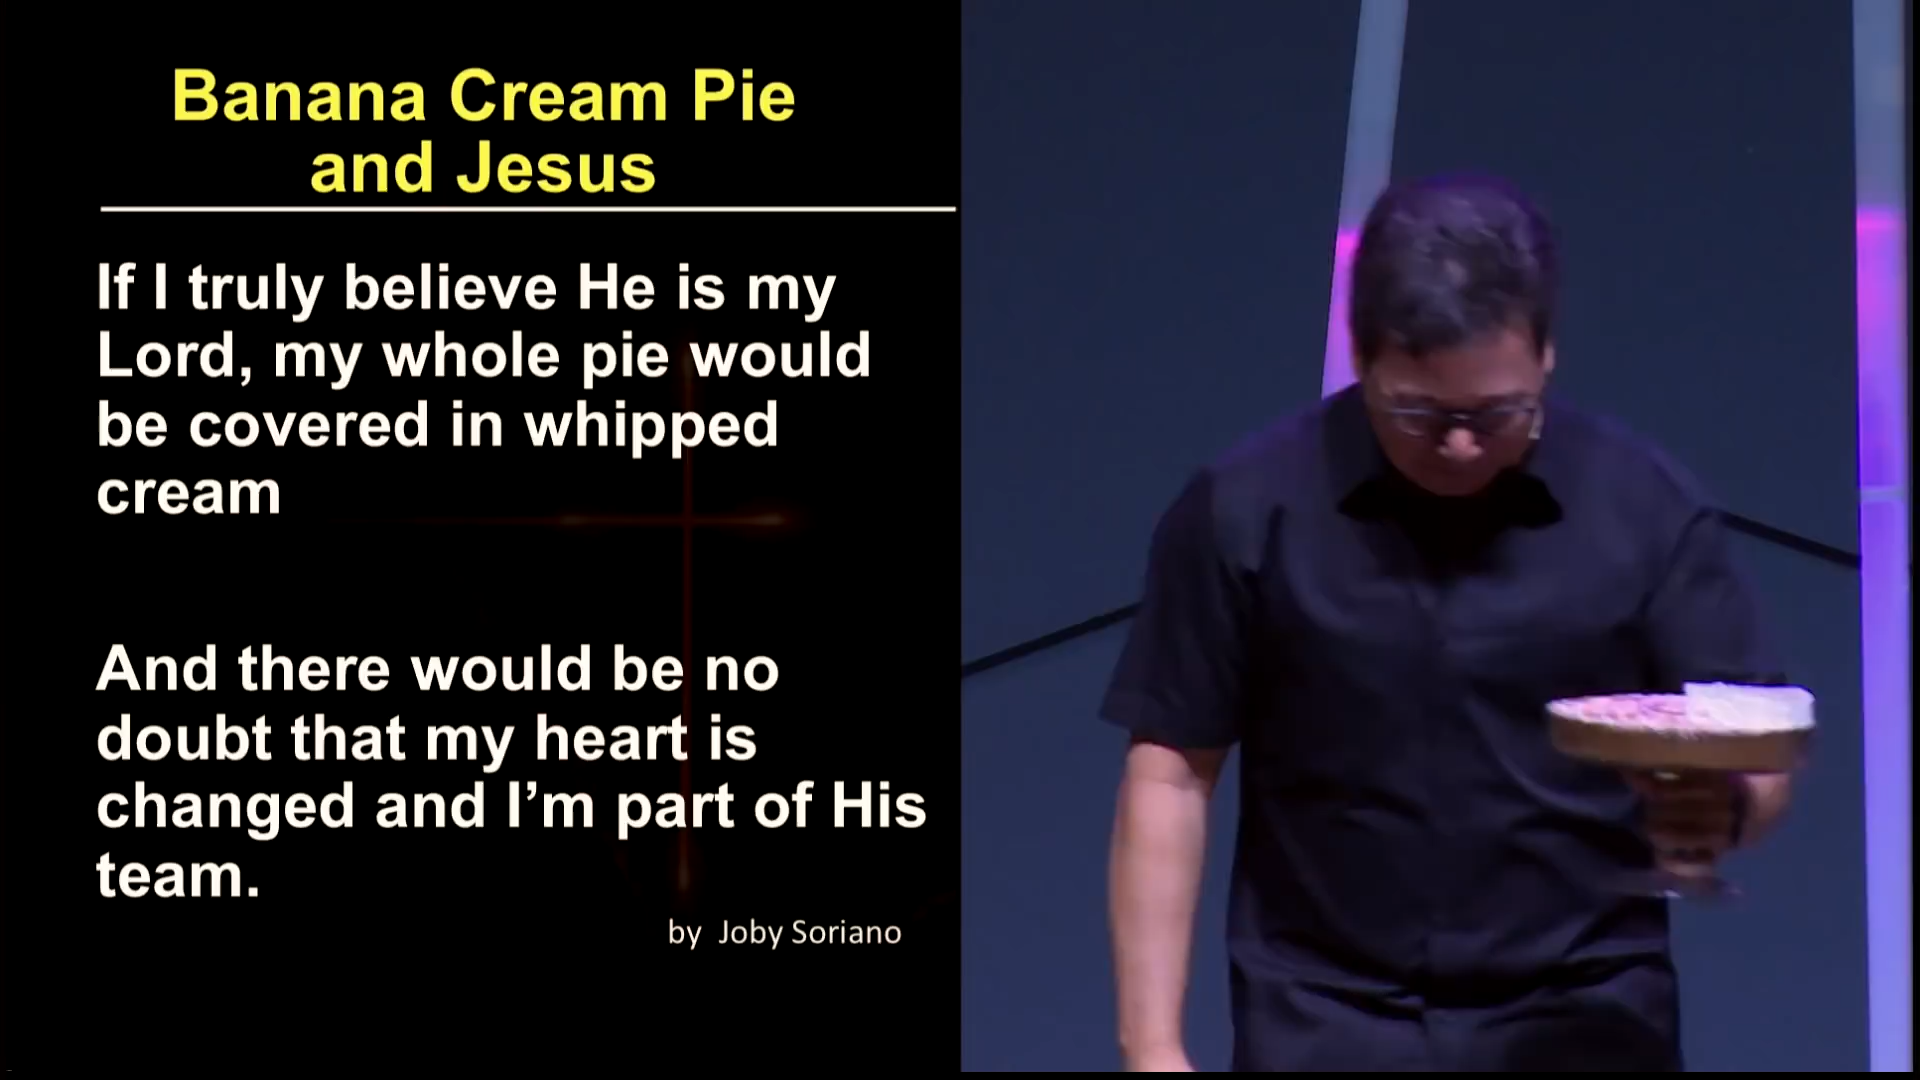 Banana Cream Pie
and Jesus
If I truly believe He is my
Lord, my whole pie would
be covered in whipped
cream
And there would be no
doubt that my heart is
changed and I’m part of His
team.
by Joby Soriano